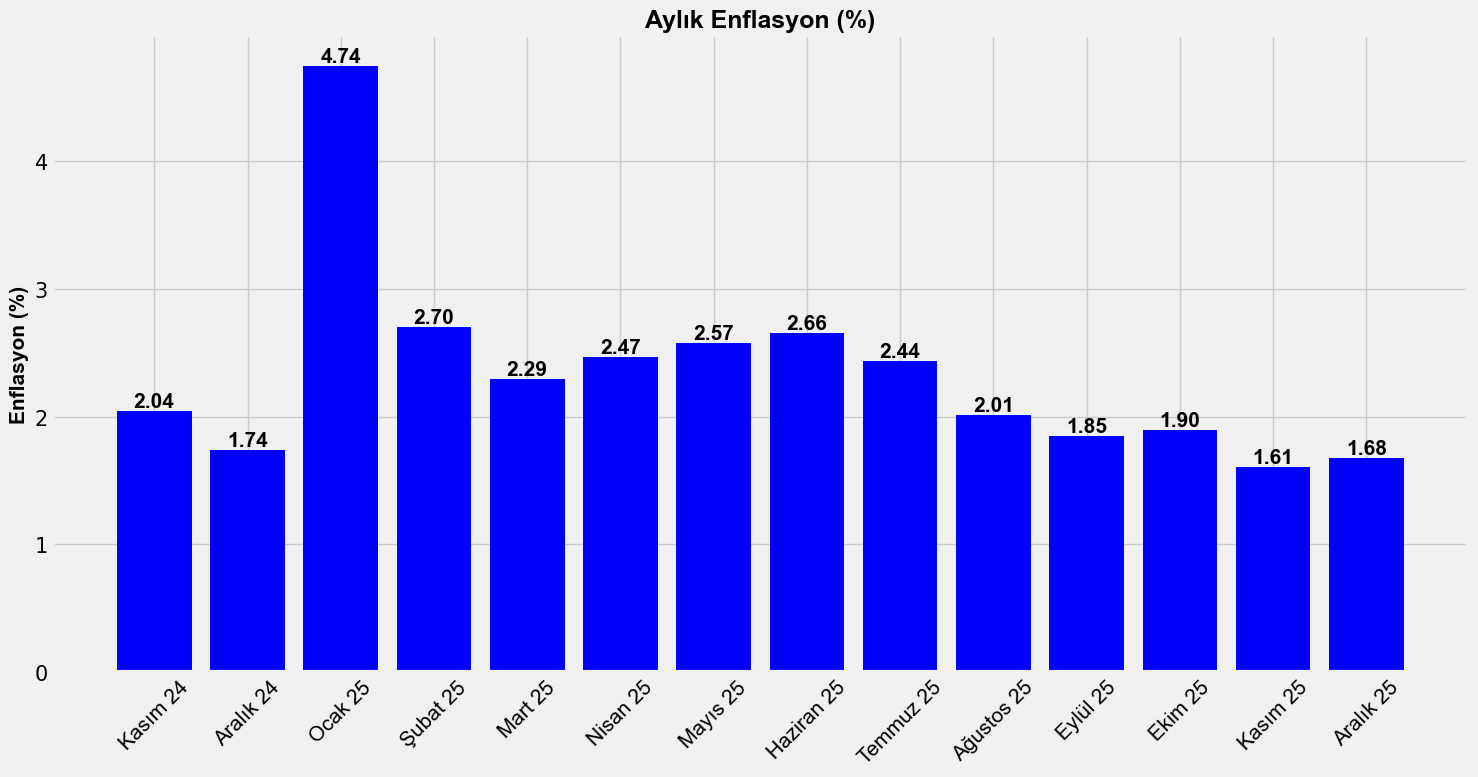 Aylık Enflasyon (%)
Enflasyon (%)
4
3
2
1
0
2.04
1.74
4.74
2.70
2.29
2.47
2.57
2.66
2.44
2.01
1.85
1.90
1.61
1.68
Kasım 24
Aralık 24
Ocak 25
Şubat 25
Mart 25
Nisan 25
Mayıs 25
Haziran 25
Temmuz 25
Ağustos 25
Eylül 25
Ekim 25
Kasım 25
Aralık 25